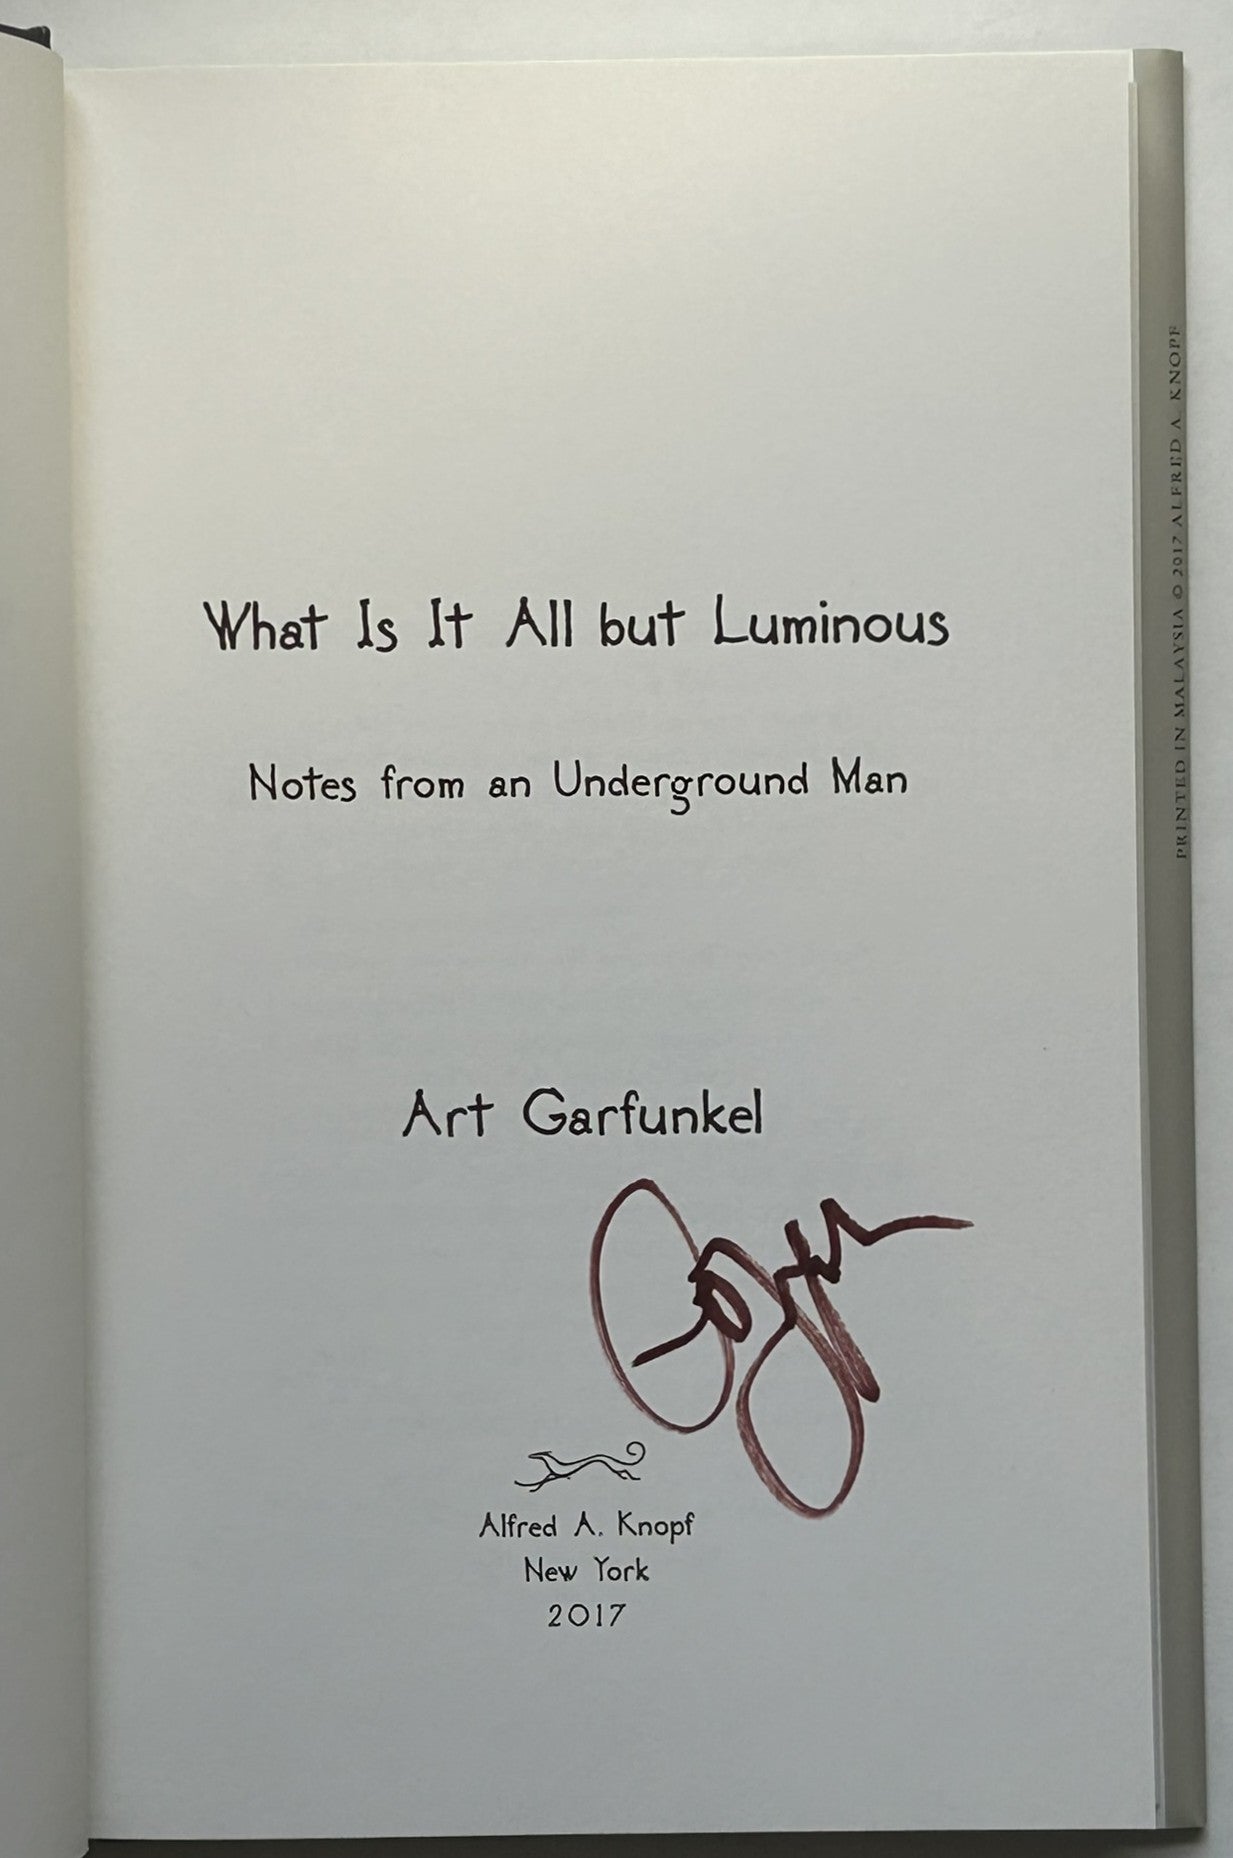 What Is It All but Luminous
Notes from an Underground Man
Art Garfunkel
Alfred A. Knopf
New York
2017
PRINTED IN MALAYSIA © 2017 ALFRED A. KNOPF